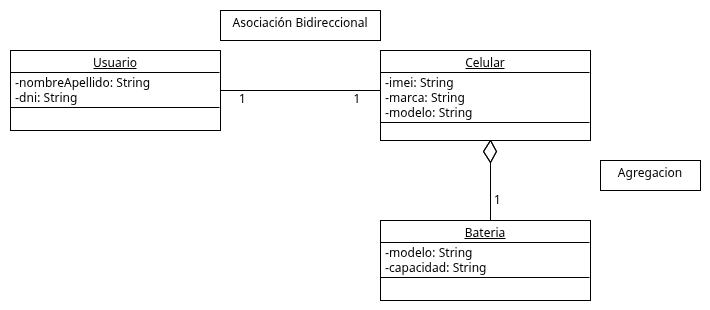 Asociación Bidireccional
Usuario
-nombreApellido: String
-dni: String
1
1
Celular
-imei: String
-marca: String
-modelo: String
Agregacion
1
Bateria
-modelo: String
-capacidad: String